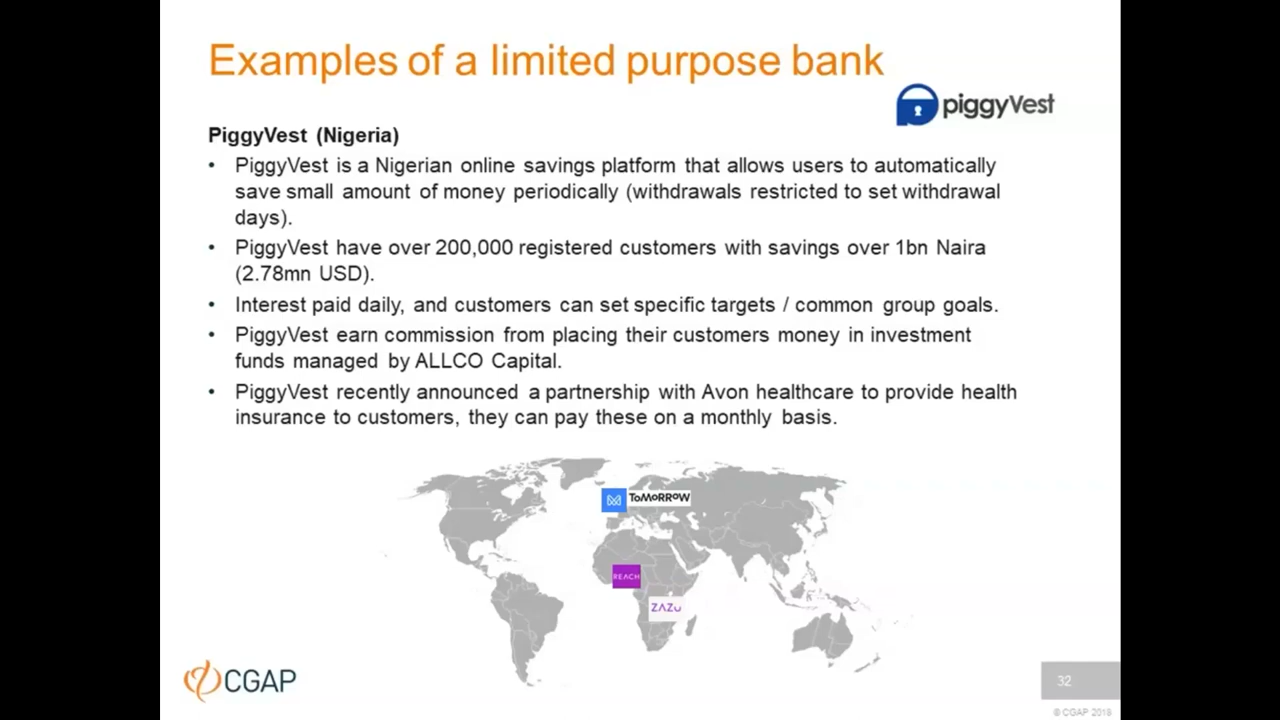 Examples of a limited purpose bank
piggyVest
PiggyVest (Nigeria)
• PiggyVest is a Nigerian online savings platform that allows users to automatically
save small amount of money periodically (withdrawals restricted to set withdrawal
days).
• PiggyVest have over 200,000 registered customers with savings over 1bn Naira
(2.78mn USD).
• Interest paid daily, and customers can set specific targets / common group goals.
• PiggyVest earn commission from placing their customers money in investment
funds managed by ALLCO Capital.
• PiggyVest recently announced a partnership with Avon healthcare to provide health
insurance to customers, they can pay these on a monthly basis.
ToMoRRoW
REACH
ZAZU
CGAP
32
© CGAP 2018